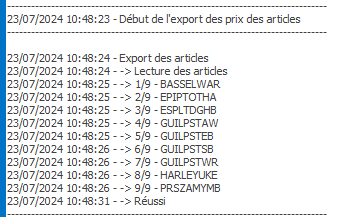 23/07/2024 10:48:23 - Début de l'export des prix des articles
23/07/2024 10:48:24 - Export des articles
23/07/2024 10:48:24 - --> Lecture des articles
23/07/2024 10:48:25 - --> 1/9 - BASSELWAR
23/07/2024 10:48:25 - --> 2/9 - EPIPTOTHA
23/07/2024 10:48:25 - --> 3/9 - ESPLTDGHB
23/07/2024 10:48:25 - --> 4/9 - GUILPSTAW
23/07/2024 10:48:25 - --> 5/9 - GUILPSTEB
23/07/2024 10:48:26 - --> 6/9 - GUILPSTSB
23/07/2024 10:48:26 - --> 7/9 - GUILPSTWR
23/07/2024 10:48:26 - --> 8/9 - HARLEYUKE
23/07/2024 10:48:26 - --> 9/9 - PRSZAMYMB
23/07/2024 10:48:31 - --> Réussi